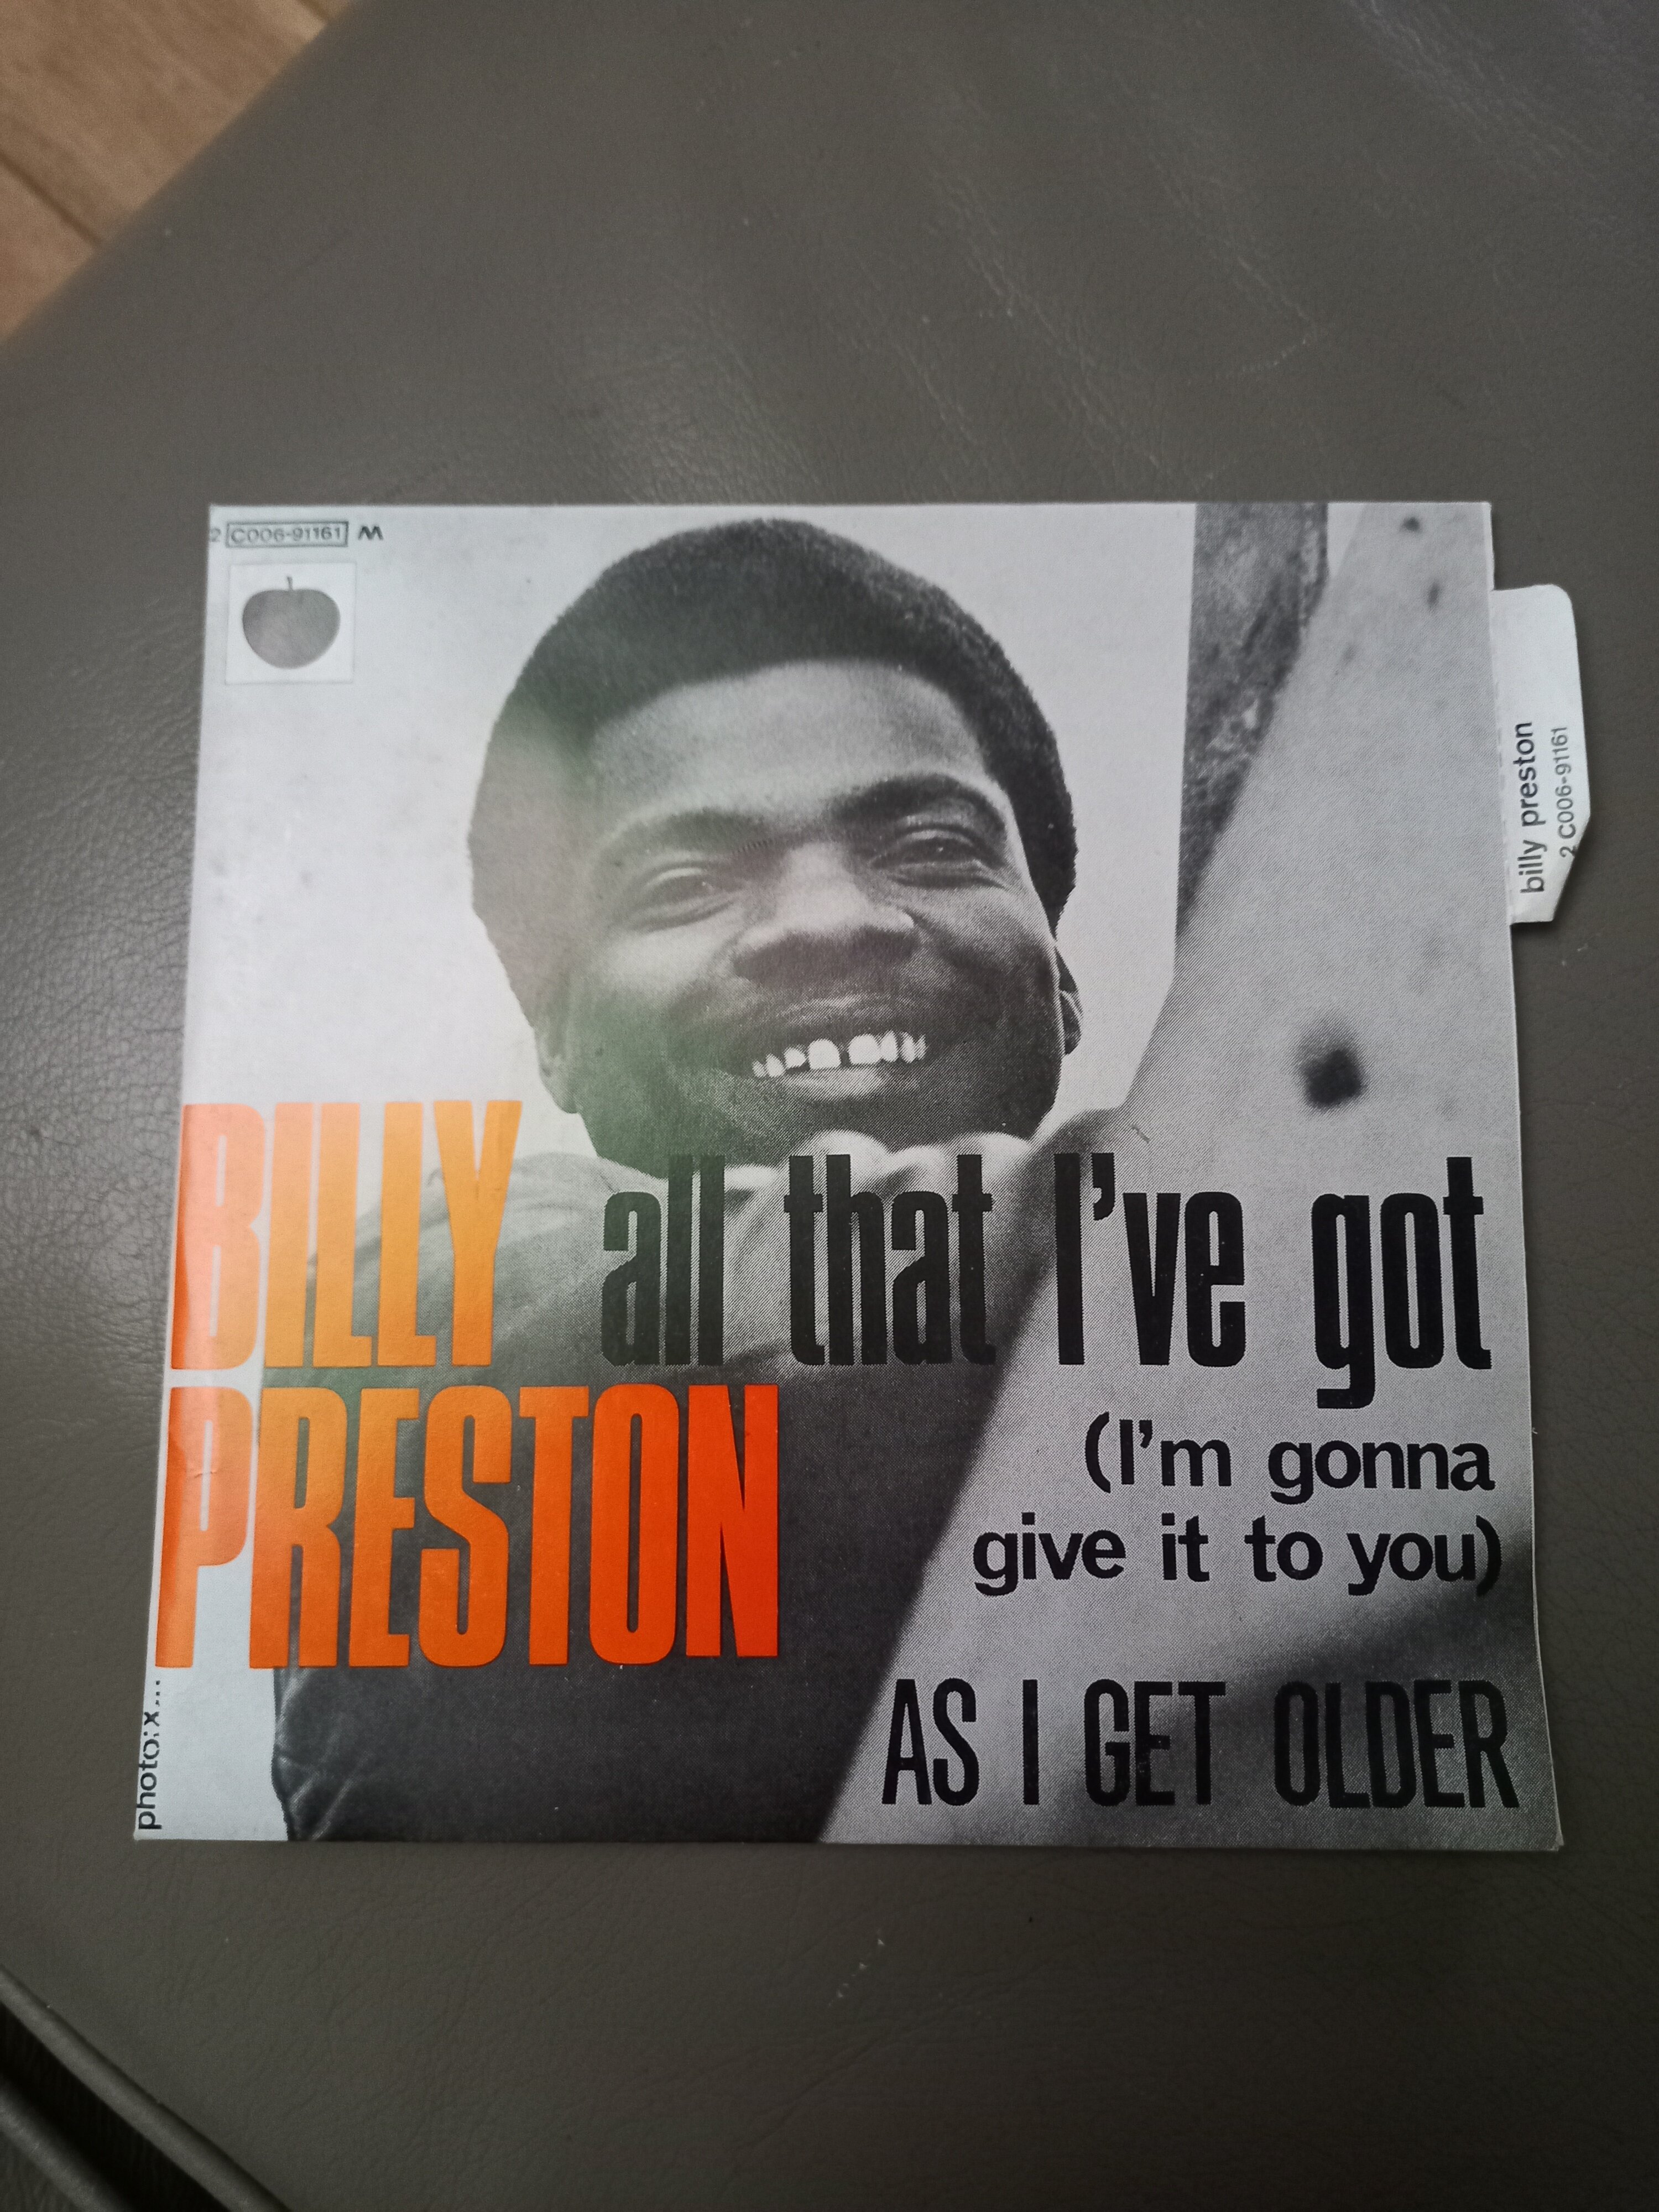 2 C006-91161 M
BILLY
PRESTON
all that I've got
(I'm gonna
give it to you)
AS I GET OLDER
photo: x...
billy preston
2 C006-91161